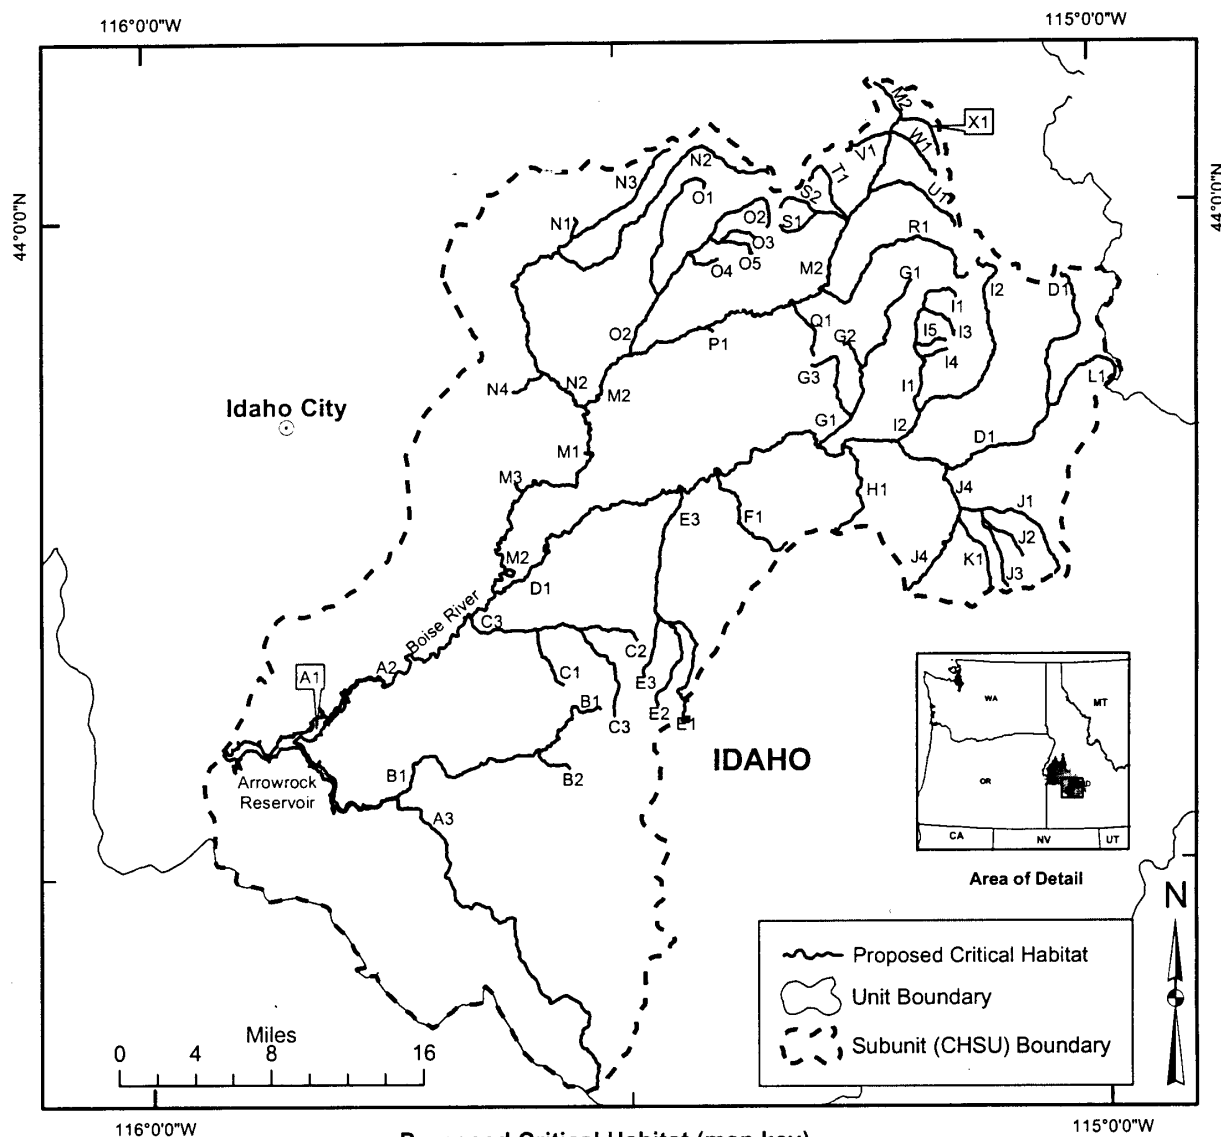 116°0'0"W
115°0'0"W
44°0'0"N
44°0'0"N
M2
X1
W1
V1
N2
N3
T1
O1
S2
U1
N1
O2
S1
R1
O3
O5
O4
M2
G1
I2
D1
I1
Q1
O2
P1
G2
I5
I3
I4
G3
L1
N4
N2
M2
I1
Idaho City
G1
I2
D1
M1
M3
H1
J4
J1
E3
F1
J2
M2
J4
K1
J3
D1
Boise River
C3
C2
A2
A1
C1
E3
B1
E2
C3
E1
WA
MT
IDAHO
B1
B2
OR
Arrowrock
Reservoir
A3
CA
NV
UT
Area of Detail
N
Proposed Critical Habitat
Unit Boundary
Miles
0 4 8 16
Subunit (CHSU) Boundary
116°0'0"W
115°0'0"W
Proposed Critical Habitat (map key)